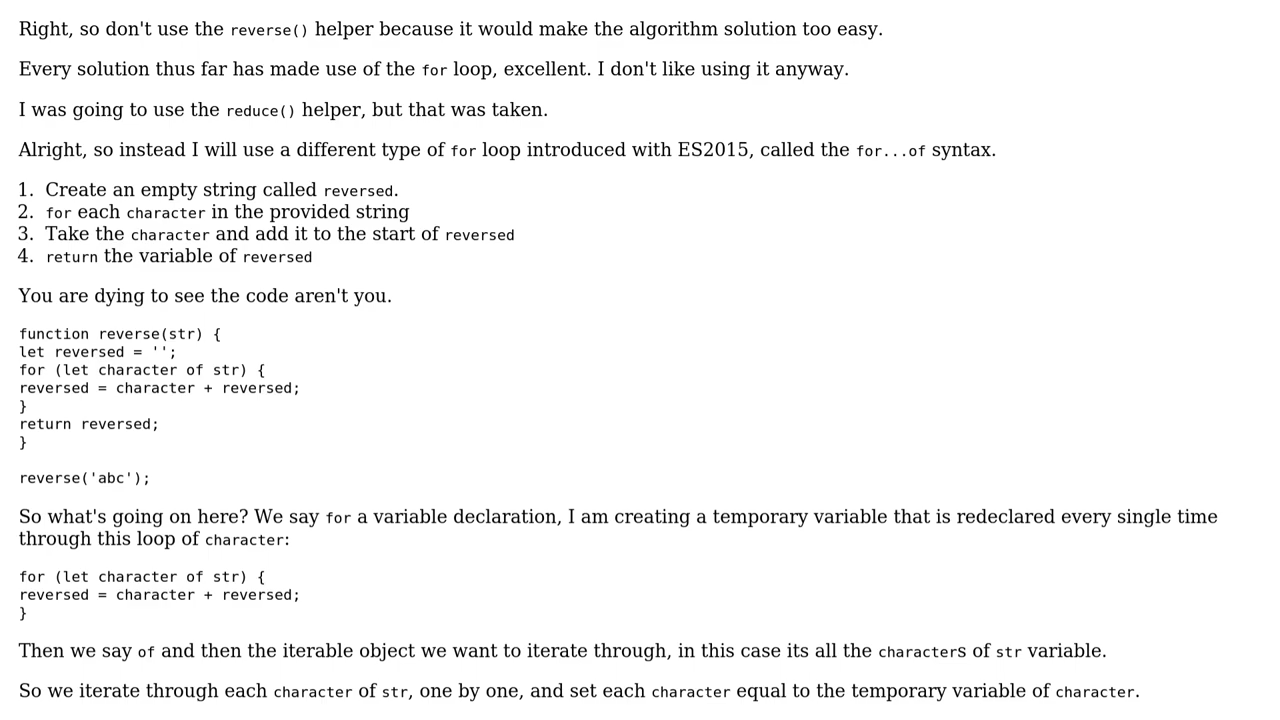 Right, so don't use the reverse() helper because it would make the algorithm solution too easy.
Every solution thus far has made use of the for loop, excellent. I don't like using it anyway.
I was going to use the reduce() helper, but that was taken.
Alright, so instead I will use a different type of for loop introduced with ES2015, called the for...of syntax.
1. Create an empty string called reversed.
2. for each character in the provided string
3. Take the character and add it to the start of reversed
4. return the variable of reversed
You are dying to see the code aren't you.
function reverse(str) {
let reversed = '';
for (let character of str) {
reversed = character + reversed;
}
return reversed;
}
reverse('abc');
So what's going on here? We say for a variable declaration, I am creating a temporary variable that is redeclared every single time
through this loop of character:
for (let character of str) {
reversed = character + reversed;
}
Then we say of and then the iterable object we want to iterate through, in this case its all the characters of str variable.
So we iterate through each character of str, one by one, and set each character equal to the temporary variable of character.